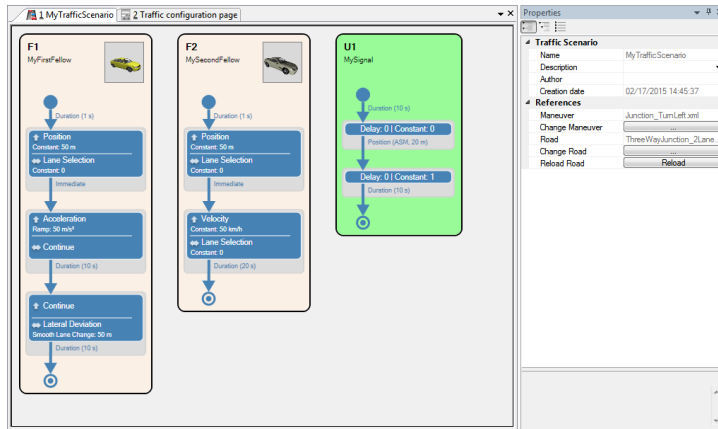 1 MyTrafficScenario
2 Traffic configuration page
F1
MyFirstFellow
Duration (1 s)
Position
Constant: 50 m
Lane Selection
Constant: 0
Immediate
Acceleration
Ramp: 50 m/s²
Continue
Duration (10 s)
Continue
Lateral Deviation
Smooth Lane Change: 50 m
Duration (10 s)
F2
MySecondFellow
Duration (1 s)
Position
Constant: 50 m
Lane Selection
Constant: 0
Immediate
Velocity
Constant: 50 km/h
Lane Selection
Constant: 0
Duration (20 s)
U1
MySignal
Duration (10 s)
Delay: 0 | Constant: 0
Position (ASM, 20 m)
Delay: 0 | Constant: 1
Duration (10 s)
Properties
Traffic Scenario
Name MyTrafficScenario
Description
Author
Creation date 02/17/2015 14:45:37
References
Maneuver Junction_TurnLeft.xml
Change Maneuver ...
Road ThreeWayJunction_2Lane...
Change Road ...
Reload Road Reload